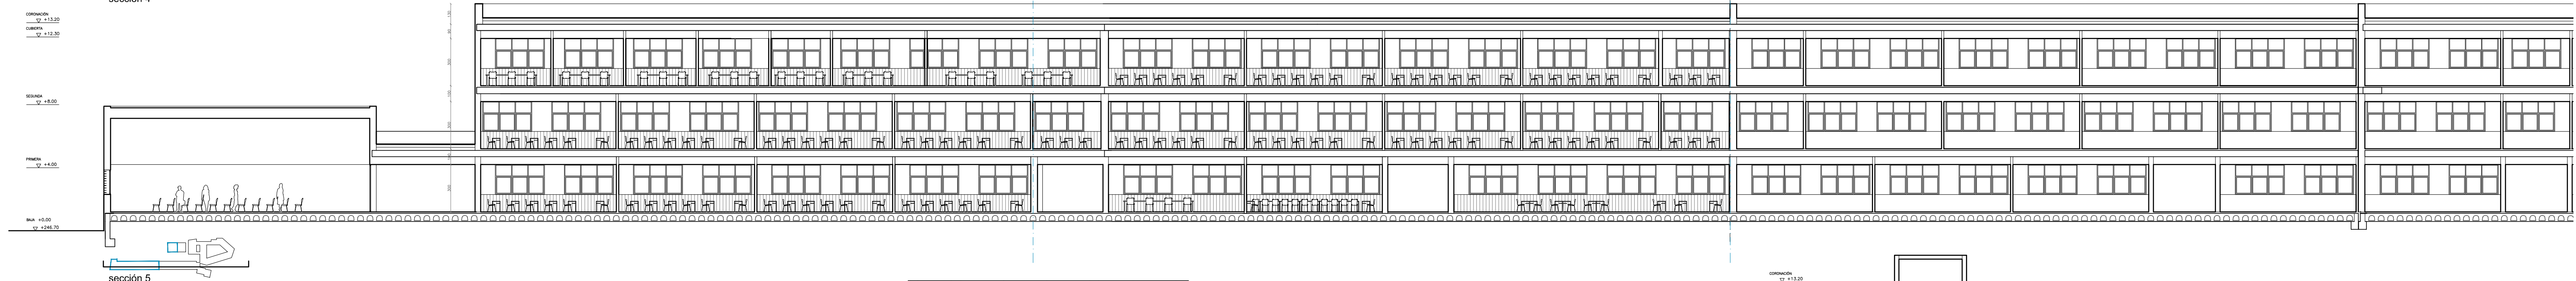 sección 4
CORONACIÓN
+13.20
CUBIERTA
+12.30
SEGUNDA
+8.00
PRIMERA
+4.00
BAJA +0,00
+246.70
sección 5
CORONACIÓN
+13.20